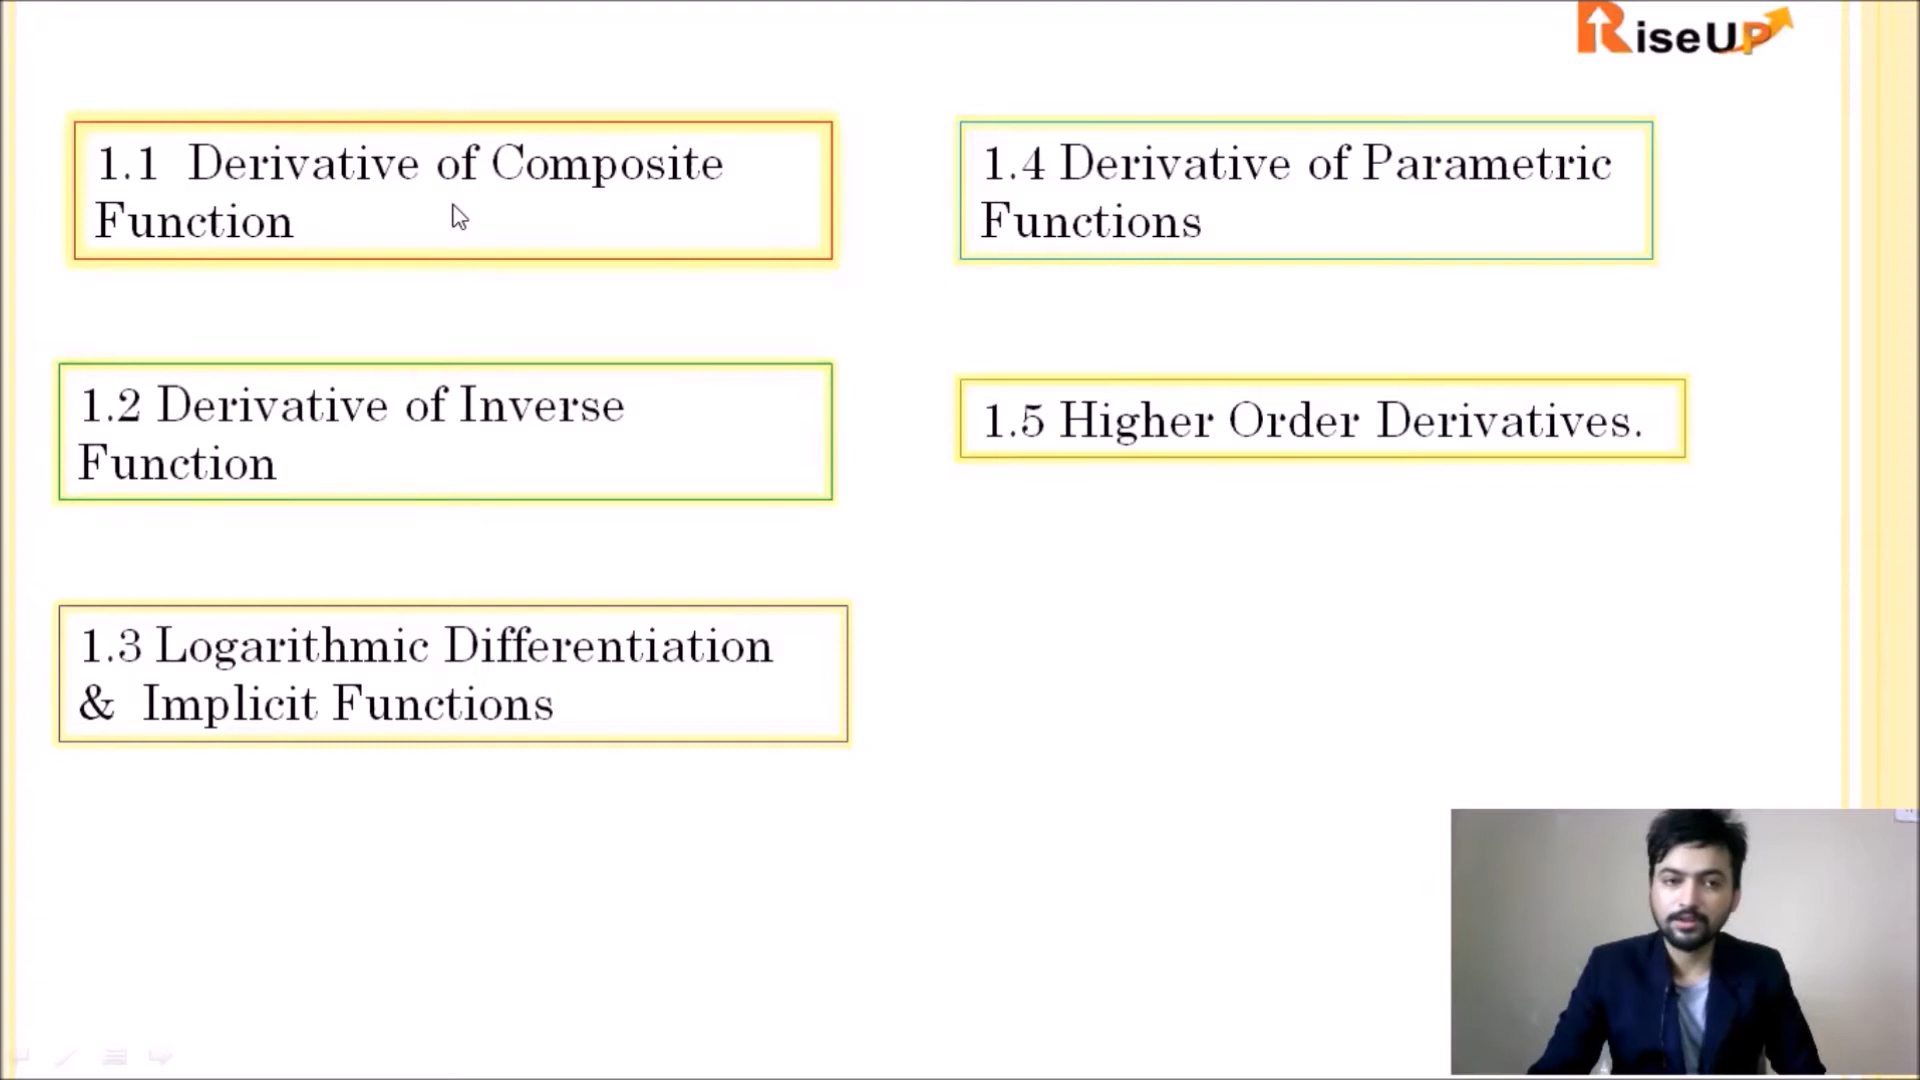 RiseUP
1.1 Derivative of Composite
Function
1.2 Derivative of Inverse
Function
1.3 Logarithmic Differentiation
& Implicit Functions
1.4 Derivative of Parametric
Functions
1.5 Higher Order Derivatives.